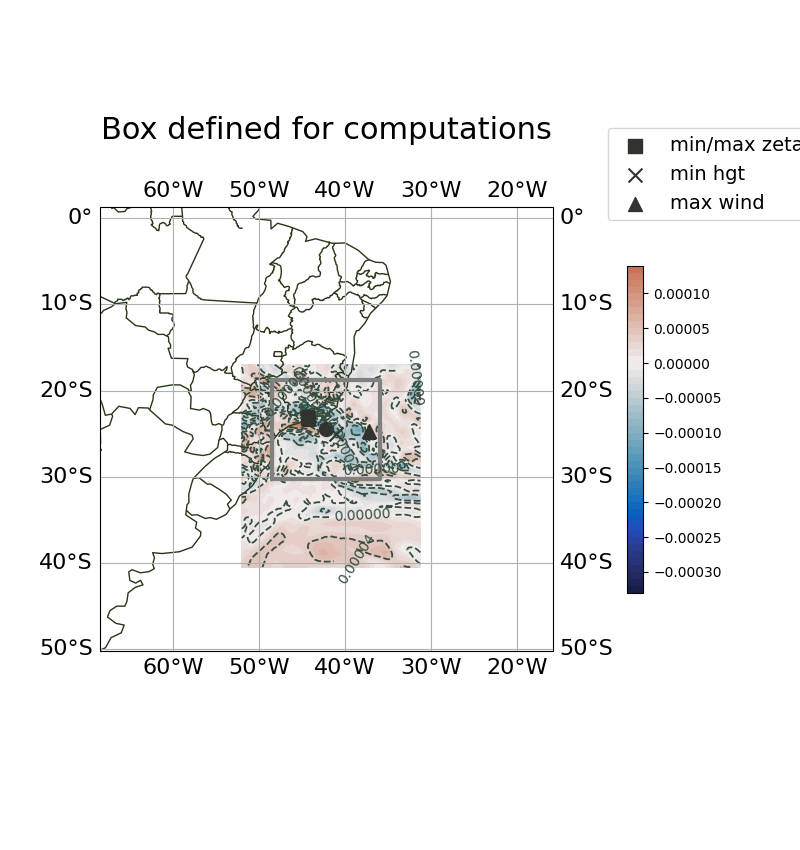 Box defined for computations
min/max zeta
min hgt
max wind
60°W 50°W 40°W 30°W 20°W
0° 0°
10°S 10°S
20°S 20°S
30°S 30°S
40°S 40°S
50°S 50°S
60°W 50°W 40°W 30°W 20°W
0.00000
0.00004
0.00010
0.00005
0.00000
−0.00005
−0.00010
−0.00015
−0.00020
−0.00025
−0.00030